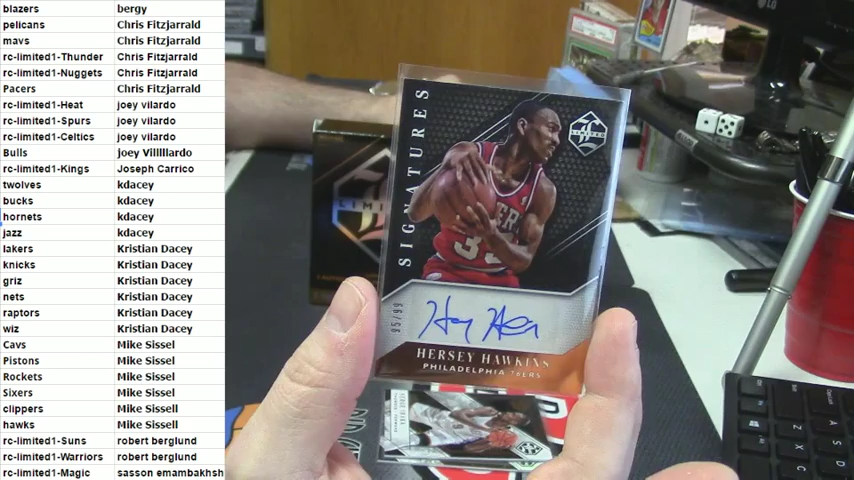 blazers bergy
pelicans Chris Fitzjarrald
mavs Chris Fitzjarrald
rc-limited1-Thunder Chris Fitzjarrald
rc-limited1-Nuggets Chris Fitzjarrald
Pacers Chris Fitzjarrald
rc-limited1-Heat joey vilardo
rc-limited1-Spurs joey vilardo
rc-limited1-Celtics joey vilardo
Bulls joey Villlllardo
rc-limited1-Kings Joseph Carrico
twolves kdacey
bucks kdacey
hornets kdacey
jazz kdacey
lakers Kristian Dacey
knicks Kristian Dacey
griz Kristian Dacey
nets Kristian Dacey
raptors Kristian Dacey
wiz Kristian Dacey
Cavs Mike Sissel
Pistons Mike Sissel
Rockets Mike Sissel
Sixers Mike Sissel
clippers Mike Sissell
hawks Mike Sissell
rc-limited1-Suns robert berglund
rc-limited1-Warriors robert berglund
rc-limited1-Magic sasson emambakhsh
SIGNATURES
LIMITED
95/99
HERSEY HAWKINS
PHILADELPHIA 76ERS
LG